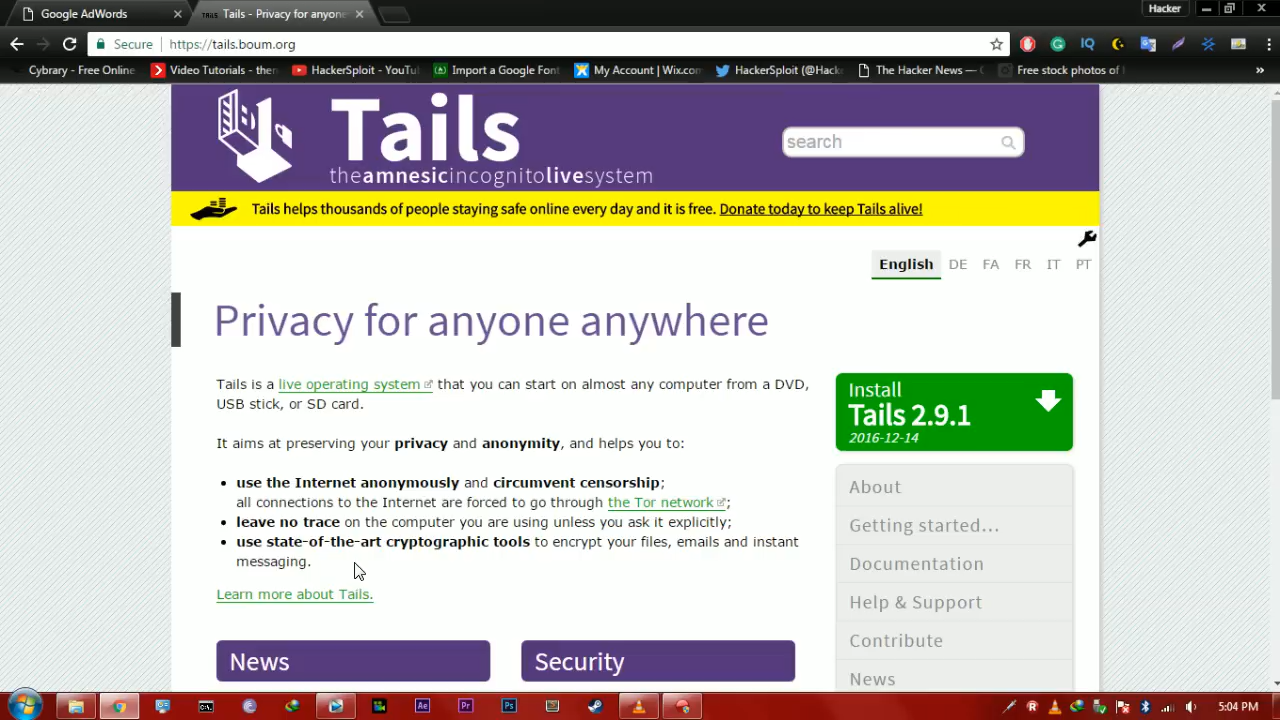 Google AdWords
Tails - Privacy for anyone
Hacker
Secure
https://tails.boum.org
Cybrary - Free Online
Video Tutorials - then
HackerSploit - YouTu
Import a Google Font
My Account | Wix.com
HackerSploit (@Hack
The Hacker News —
Free stock photos of
»
Tails
theamnesicincognitolivesystem
search
Tails helps thousands of people staying safe online every day and it is free. Donate today to keep Tails alive!
English DE FA FR IT PT
Privacy for anyone anywhere
Tails is a live operating system that you can start on almost any computer from a DVD,
USB stick, or SD card.
It aims at preserving your privacy and anonymity, and helps you to:
• use the Internet anonymously and circumvent censorship;
all connections to the Internet are forced to go through the Tor network;
• leave no trace on the computer you are using unless you ask it explicitly;
• use state-of-the-art cryptographic tools to encrypt your files, emails and instant
messaging.
Learn more about Tails.
News
Security
Install
Tails 2.9.1
2016-12-14
About
Getting started…
Documentation
Help & Support
Contribute
News
Ae
Pr
Ps
5:04 PM